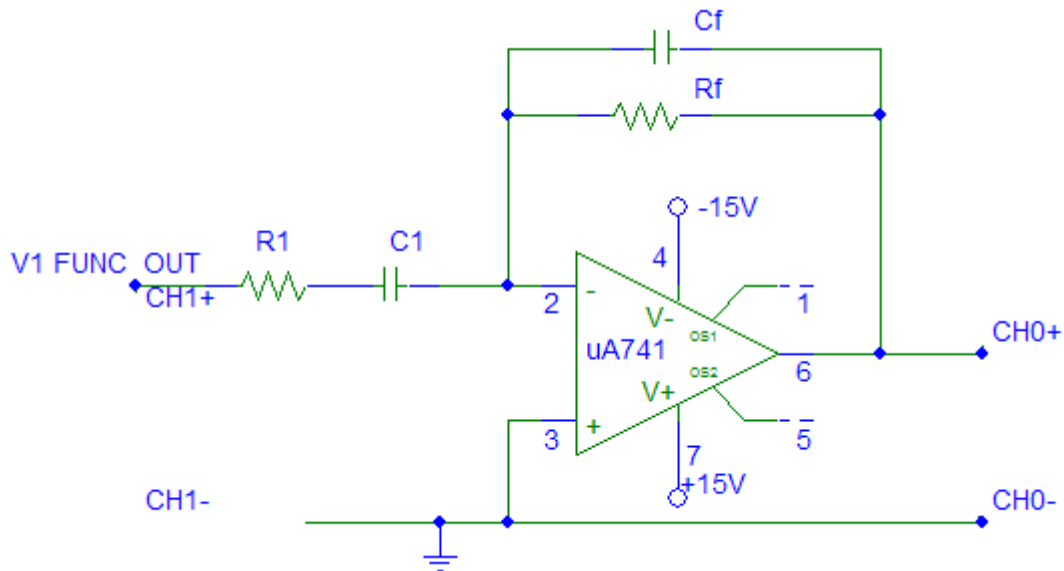 Cf
Rf
-15V
R1
C1
4
V1 FUNC OUT
CH1+
2
-
1
V-
OS1
uA741
CH0+
6
OS2
V+
3
+
5
7
+15V
CH1-
CH0-